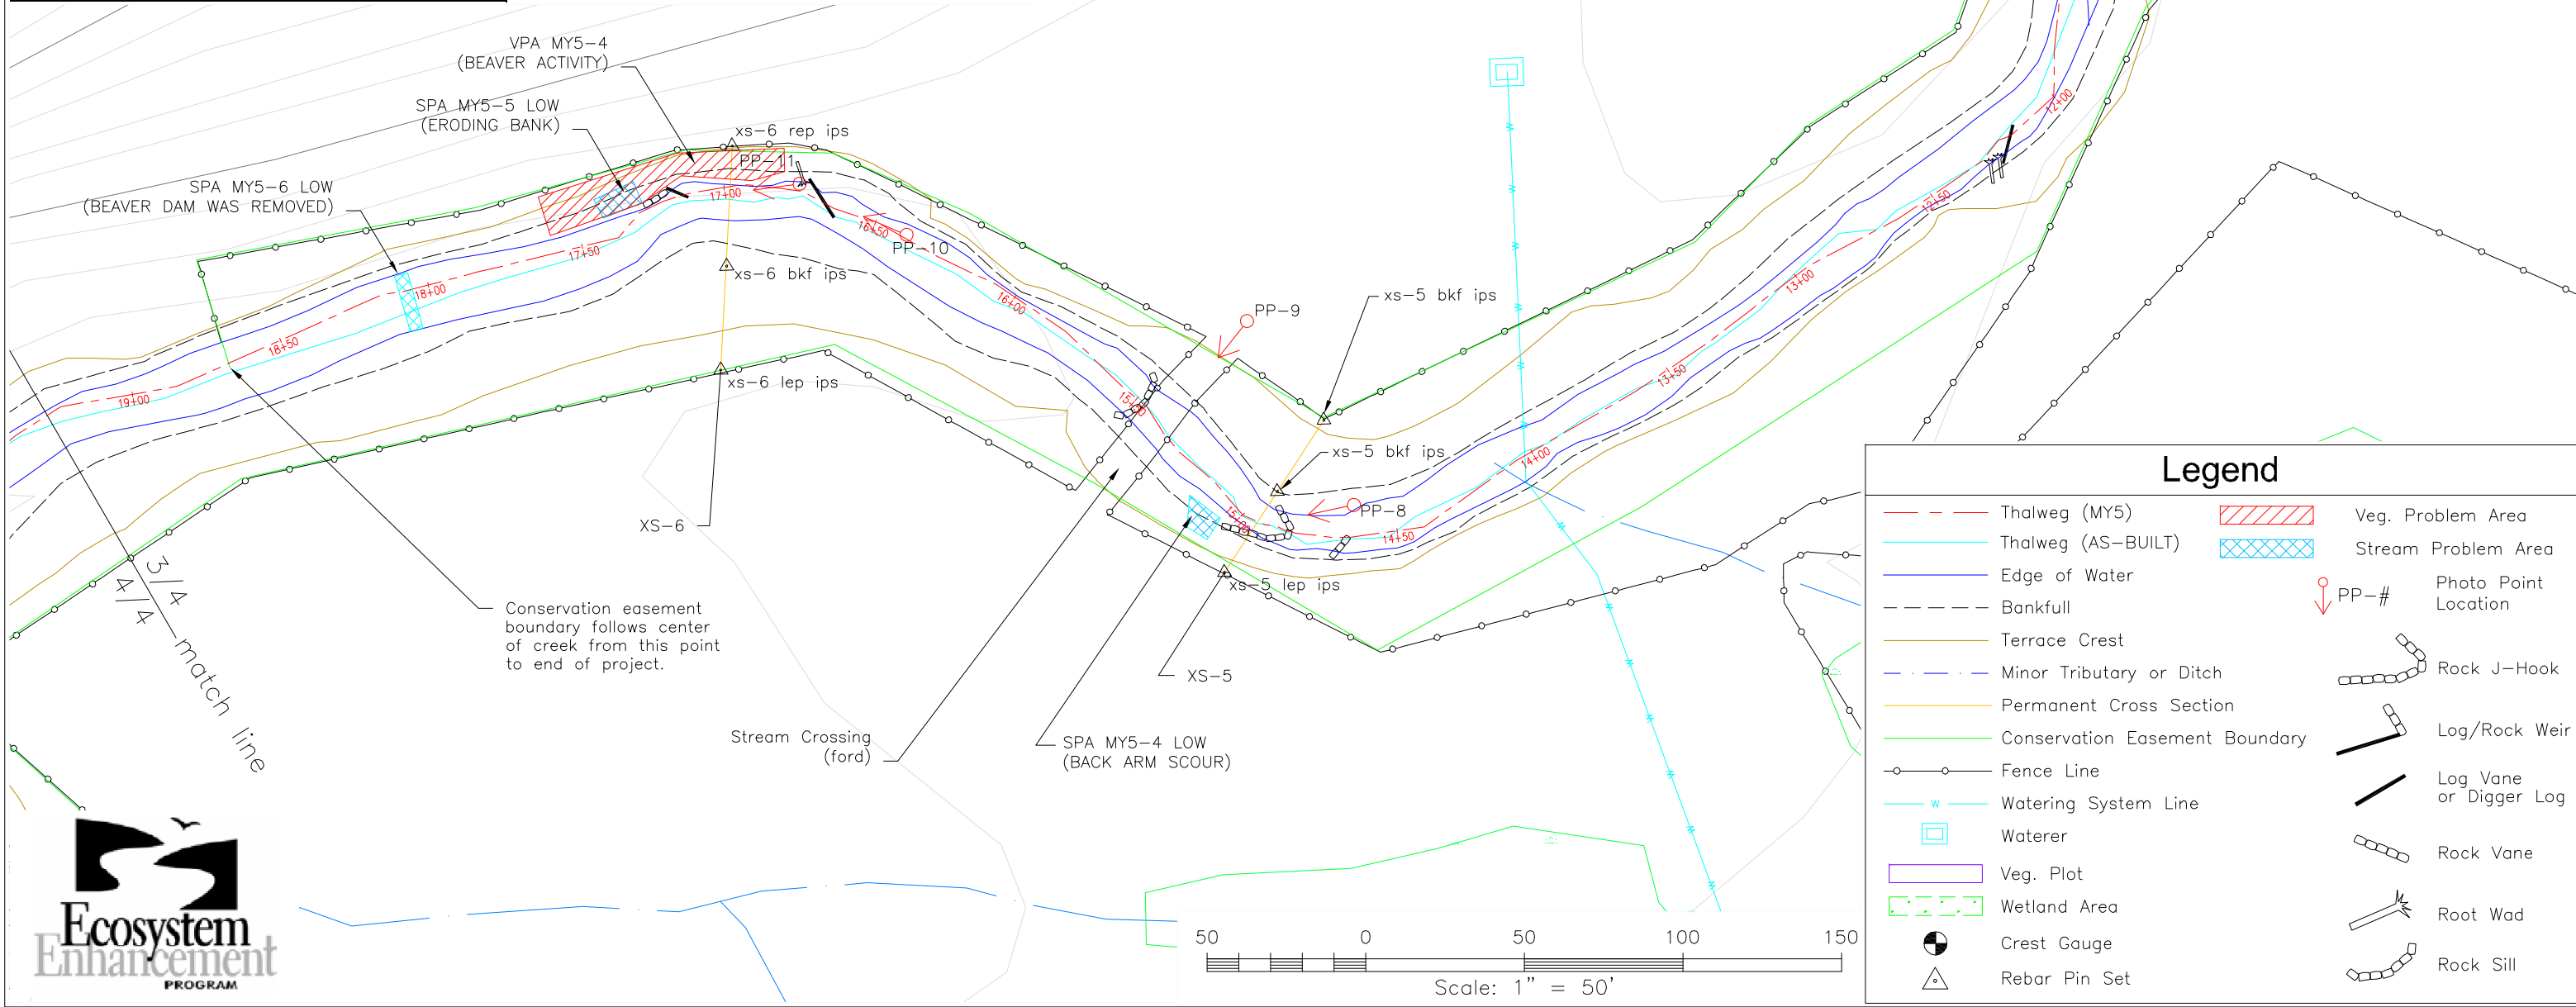 VPA MY5-4
(BEAVER ACTIVITY)
SPA MY5-5 LOW
(ERODING BANK)
SPA MY5-6 LOW
(BEAVER DAM WAS REMOVED)
xs-6 rep ips
PP-11
17+00
16+50
PP-10
17+50
xs-6 bkf ips
18+00
16+00
18+50
xs-6 lep ips
19+00
15+50
PP-9
xs-5 bkf ips
xs-5 bkf ips
PP-8
15+00
14+50
xs-5 lep ips
14+00
13+50
13+00
12+50
12+00
W
W
W
W
W
W
W
W
W
W
W
W
XS-6
3/4
4/4
match line
Conservation easement
boundary follows center
of creek from this point
to end of project.
XS-5
Stream Crossing
(ford)
SPA MY5-4 LOW
(BACK ARM SCOUR)
Ecosystem
Enhancement
PROGRAM
50 0 50 100 150
Scale: 1" = 50'
Legend
Thalweg (MY5)
Thalweg (AS-BUILT)
Edge of Water
Bankfull
Terrace Crest
Minor Tributary or Ditch
Permanent Cross Section
Conservation Easement Boundary
Fence Line
W
Watering System Line
Waterer
Veg. Plot
Wetland Area
Crest Gauge
Rebar Pin Set
Veg. Problem Area
Stream Problem Area
PP-#
Photo Point
Location
Rock J-Hook
Log/Rock Weir
Log Vane
or Digger Log
Rock Vane
Root Wad
Rock Sill